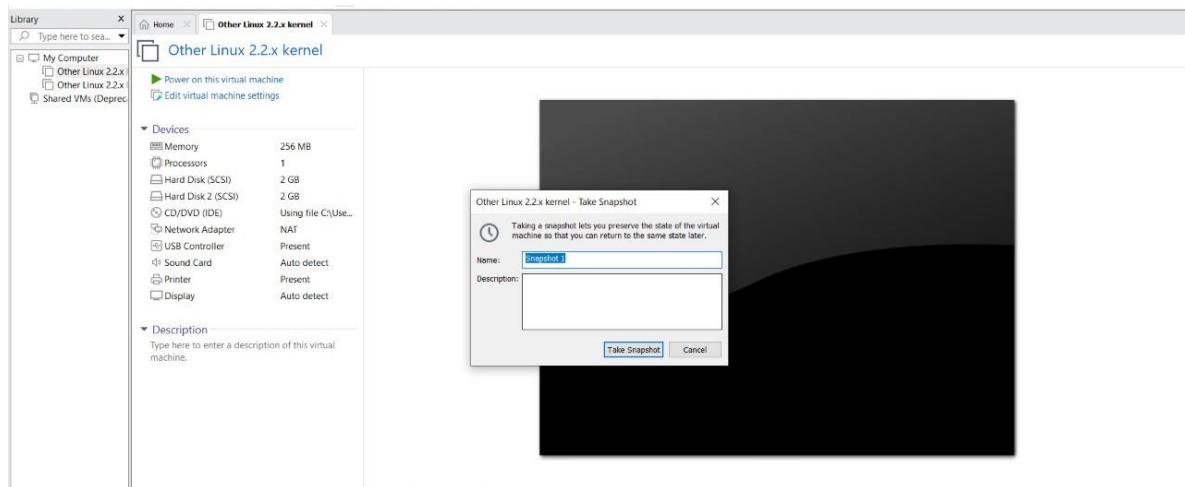 Library X
Type here to sea...
My Computer
Other Linux 2.2.x
Other Linux 2.2.x
Shared VMs (Deprec
Home
Other Linux 2.2.x kernel
Other Linux 2.2.x kernel
Power on this virtual machine
Edit virtual machine settings
Devices
Memory 256 MB
Processors 1
Hard Disk (SCSI) 2 GB
Hard Disk 2 (SCSI) 2 GB
CD/DVD (IDE) Using file C:\Use...
Network Adapter NAT
USB Controller Present
Sound Card Auto detect
Printer Present
Display Auto detect
Description
Type here to enter a description of this virtual
machine.
Other Linux 2.2.x kernel - Take Snapshot
Taking a snapshot lets you preserve the state of the virtual
machine so that you can return to the same state later.
Name: Snapshot 1
Description:
Take Snapshot Cancel